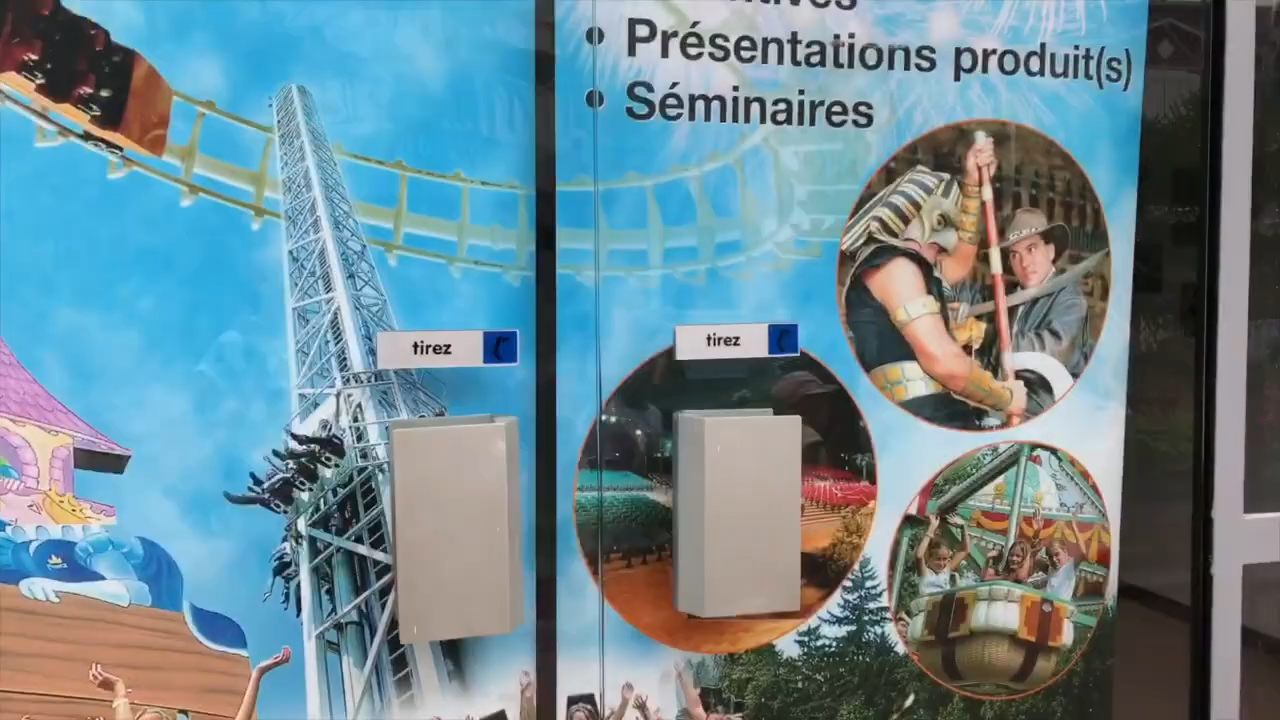 • Présentations produit(s)
• Séminaires
tirez
tirez